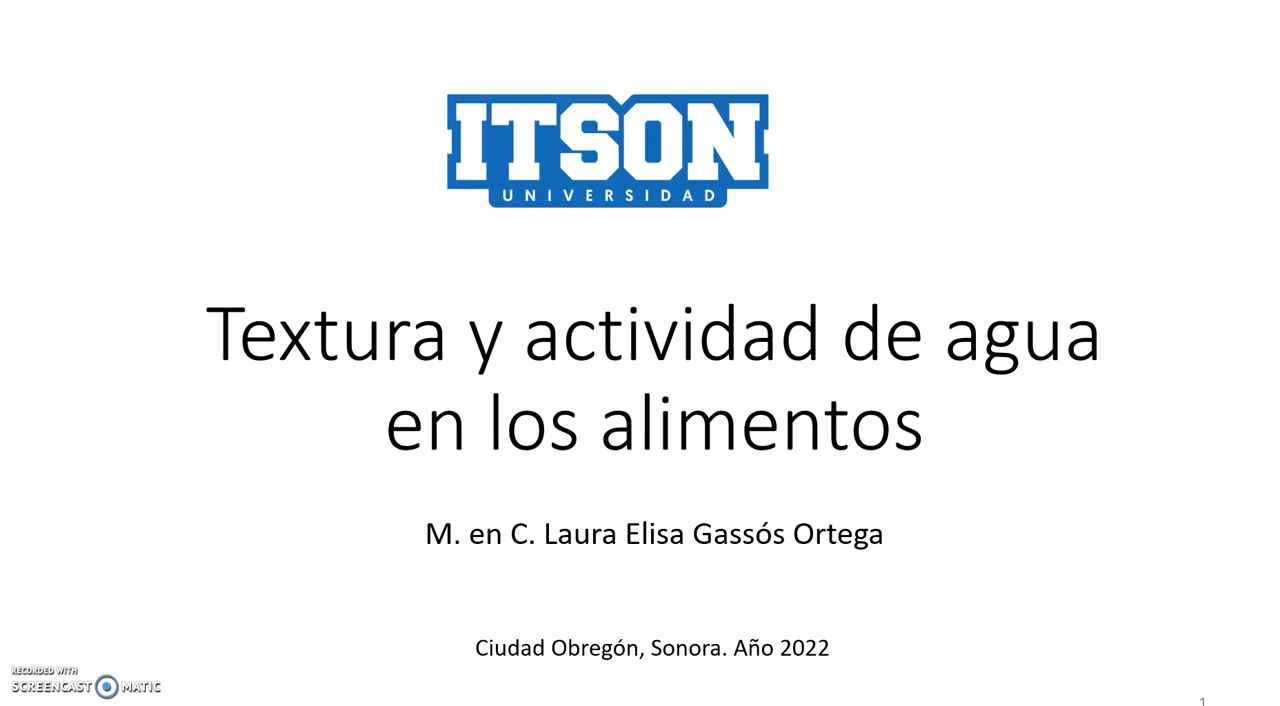 ITSON
UNIVERSIDAD
Textura y actividad de agua
en los alimentos
M. en C. Laura Elisa Gassós Ortega
Ciudad Obregón, Sonora. Año 2022
RECORDED WITH
SCREENCAST MATIC
1